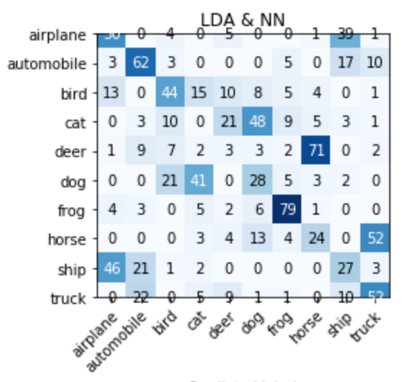 LDA & NN
airplane 50 0 4 0 5 0 0 1 39 1
automobile 3 62 3 0 0 0 5 0 17 10
bird 13 0 44 15 10 8 5 4 0 1
cat 0 3 10 0 21 48 9 5 3 1
deer 1 9 7 2 3 3 2 71 0 2
dog 0 0 21 41 0 28 5 3 2 0
frog 4 3 0 5 2 6 79 1 0 0
horse 0 0 0 3 4 13 4 24 0 52
ship 46 21 1 2 0 0 0 0 27 3
truck 0 22 0 5 9 1 1 0 10 52
airplane automobile bird cat deer dog frog horse ship truck